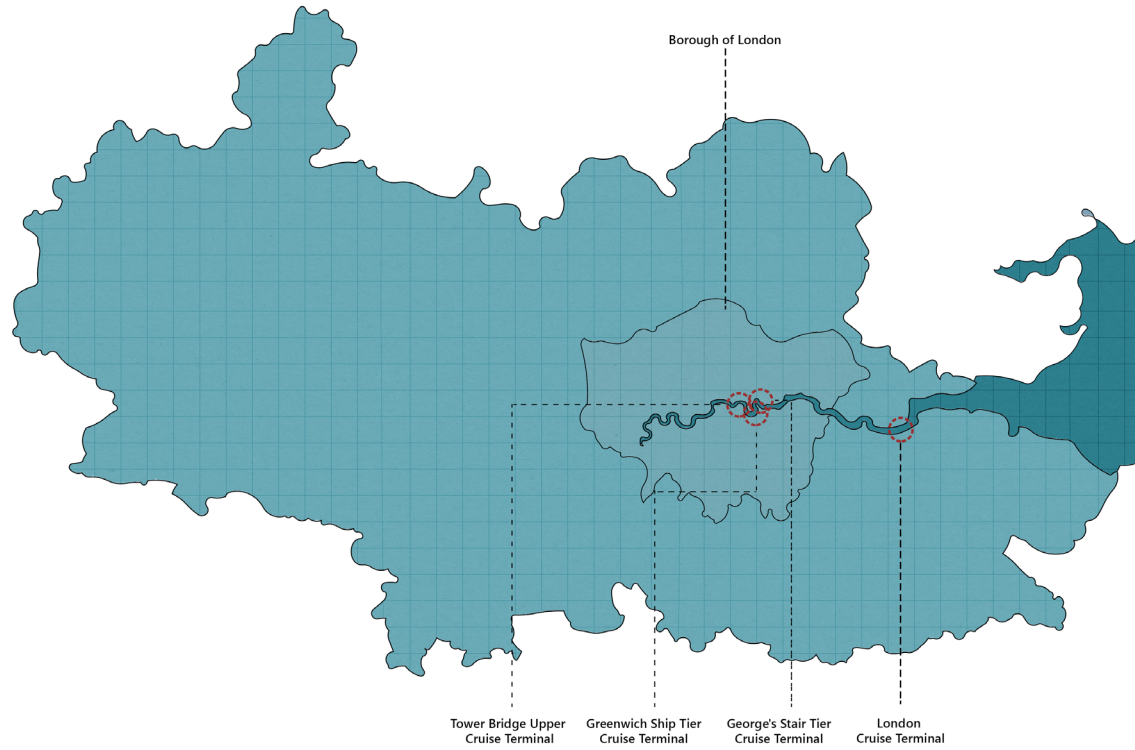 Borough of London
Tower Bridge Upper
Cruise Terminal
Greenwich Ship Tier
Cruise Terminal
George's Stair Tier
Cruise Terminal
London
Cruise Terminal